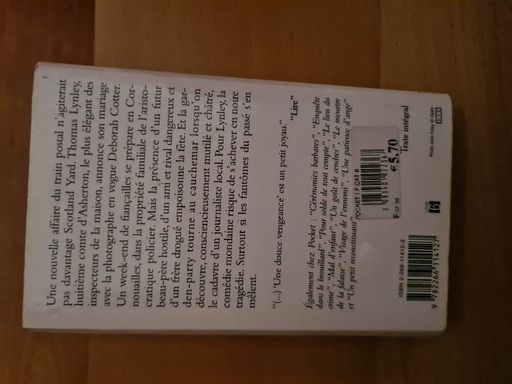 Une nouvelle affaire du train postal n'agiterait
pas davantage Scotland Yard. Thomas Lynley,
huitième comte d'Asherton, le plus élégant des
inspecteurs de la maison, annonce son mariage
avec la photographe en vogue Deborah Cotter.
Un week-end de fiançailles se prépare en Cor-
nouailles, dans la propriété familiale de l'aristo-
cratique policier. Mais la présence d'un futur
beau-père hostile, d'un ami et rival dangereux et
d'un frère drogué empoisonne la fête. Et la gar-
den-party tourne au cauchemar lorsqu'on
découvre, consciencieusement mutilé et châtré,
le cadavre d'un journaliste local. Pour Lynley, la
comédie mondaine risque de s'achever en noire
tragédie. Surtout si les fantômes du passé s'en
mêlent.
"(...) 'Une douce vengeance' est un petit joyau."
"Lire"
Également chez Pocket : "Cérémonies barbares", "Enquête
dans le brouillard", "Pour solde de tout compte", "Le lieu du
crime", "Mal d'enfant", "Un goût de cendres", "Le meurtre
de la falaise", "Visage de l'ennemi", "Une patience d'ange"
et "Un petit reconstituant"
Texte intégral
POCKET
€ 5,70
ISBN 2-266-11412-3
9 782266 114127